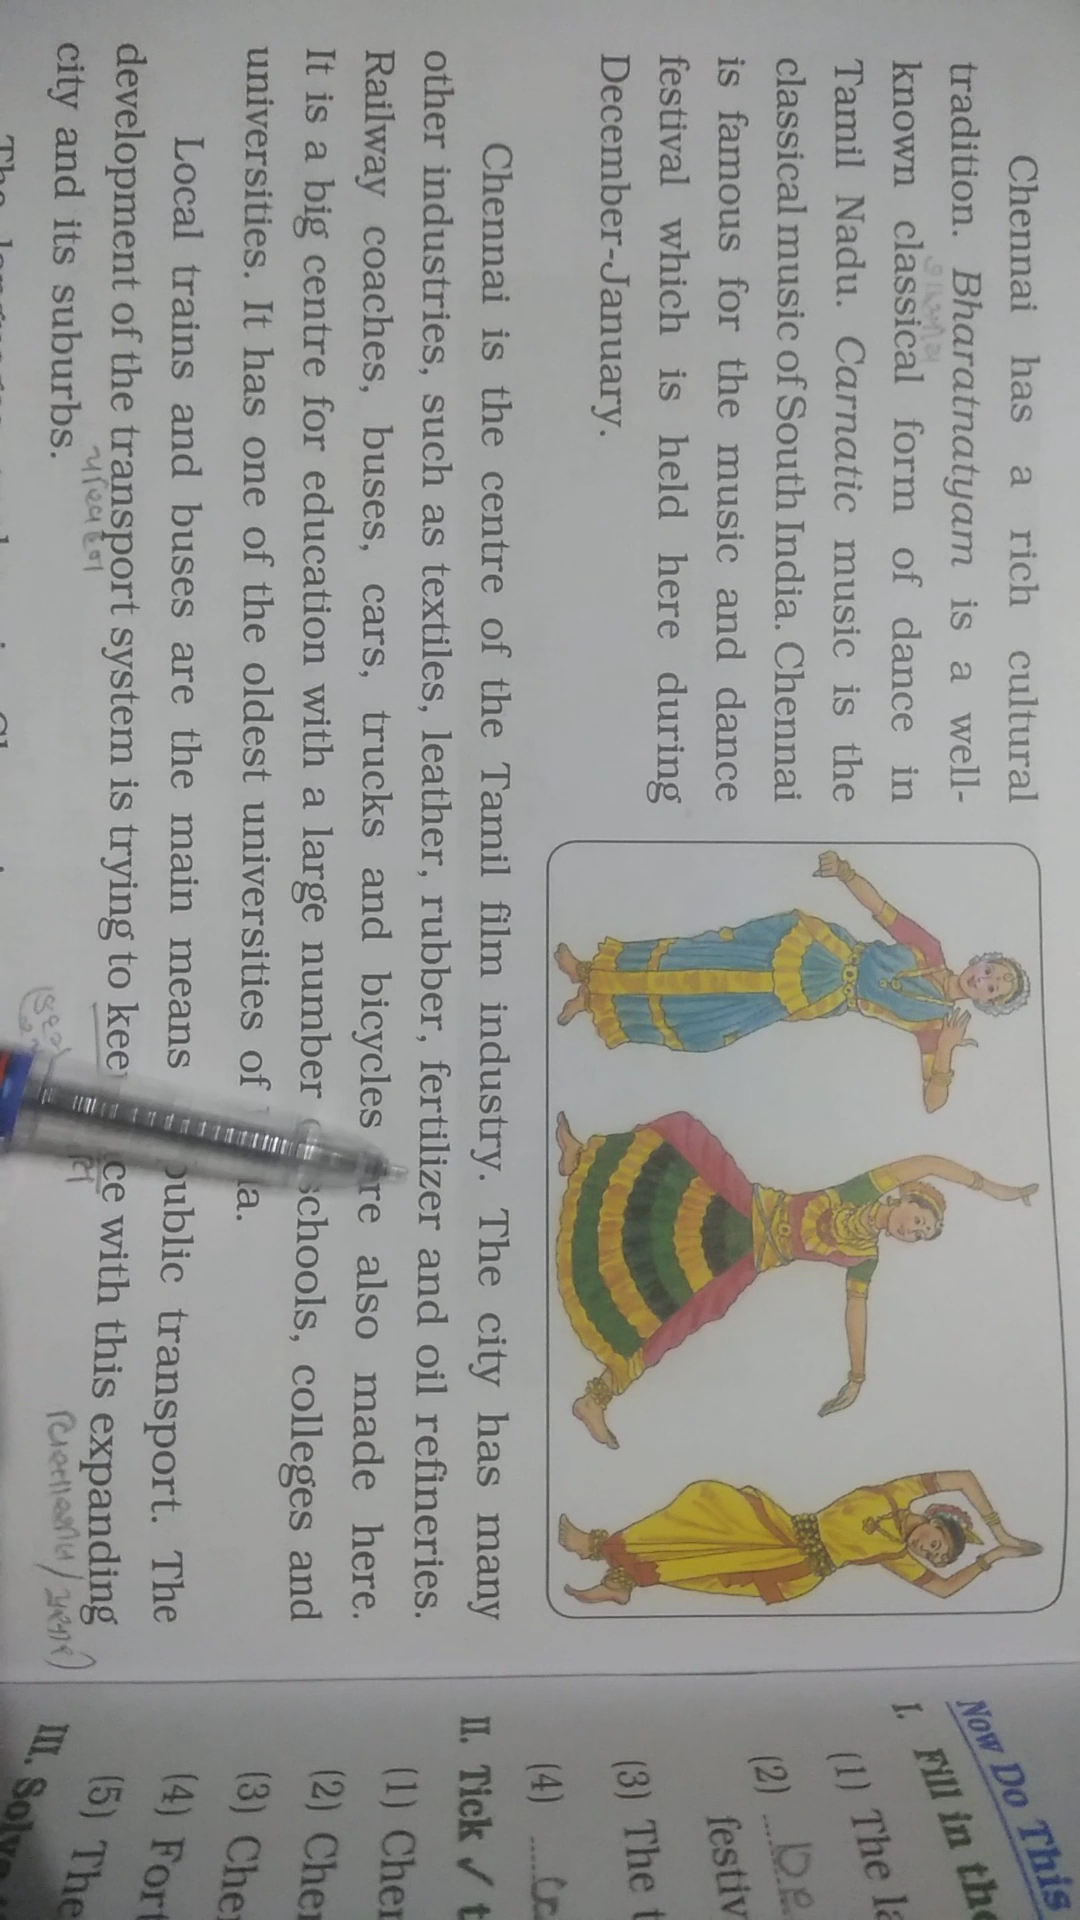 Chennai has a rich cultural
tradition. Bharatnatyam is a well-
known classical form of dance in
Tamil Nadu. Carnatic music is the
classical music of South India. Chennai
is famous for the music and dance
festival which is held here during
December-January.
Chennai is the centre of the Tamil film industry. The city has many
other industries, such as textiles, leather, rubber, fertilizer and oil refineries.
Railway coaches, buses, cars, trucks and bicycles also made here.
It is a big centre for education with a large number schools, colleges and
universities. It has one of the oldest universities of
Local trains and buses are the main means public transport. The
development of the transport system is trying to with this expanding
city and its suburbs.
પરિવહન
Now Do This
I. Fill in the
(1) The
(2)
festiv
(3) The
(4)
II. Tick ✓
(1) Cher
(2) Cher
(3) Cher
(4) Fort
(5) The
III. Solve